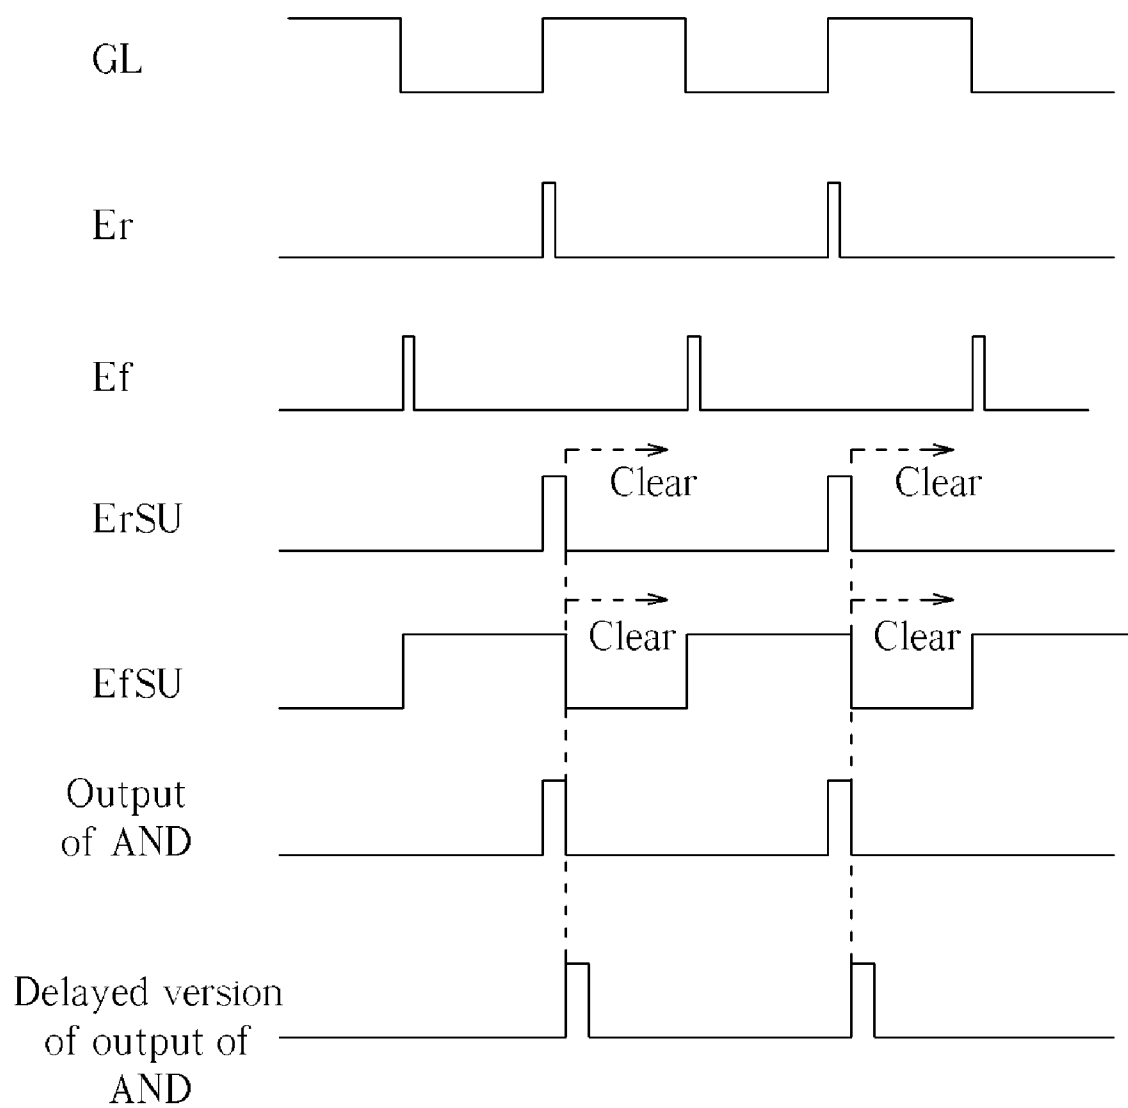 GL
Er
Ef
Clear
Clear
ErSU
Clear
Clear
EfSU
Output
of AND
Delayed version
of output of
AND